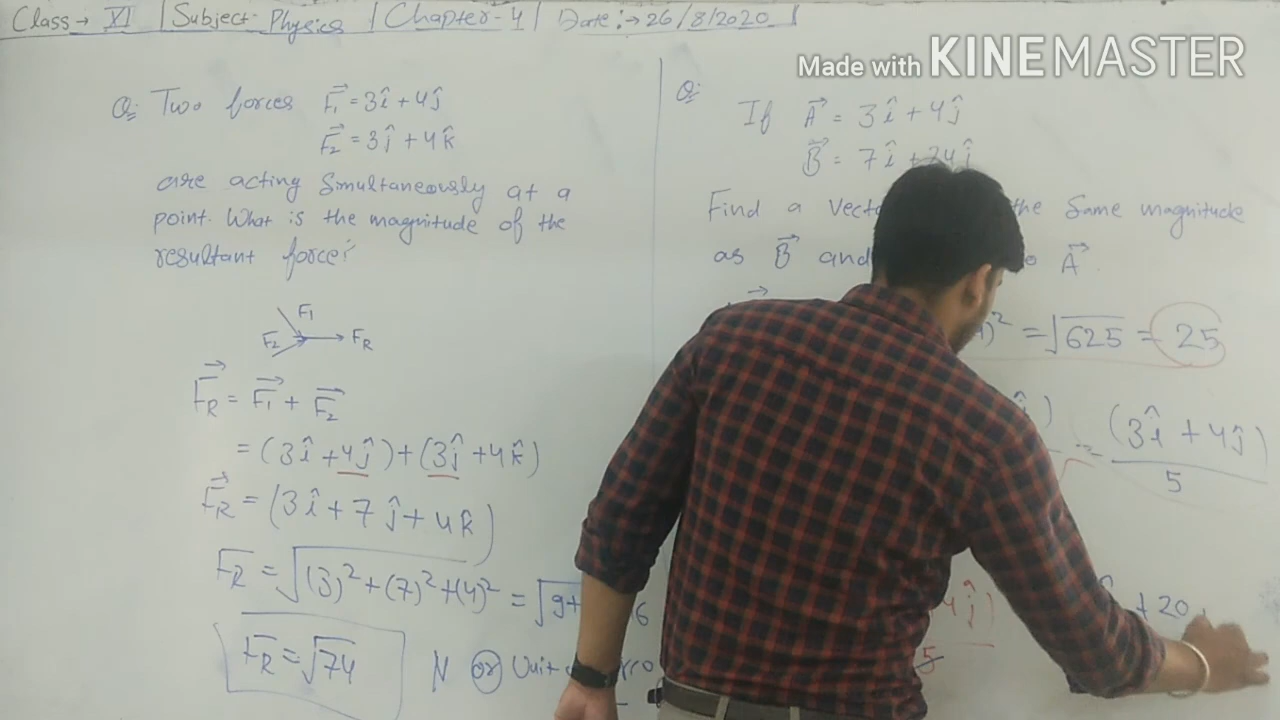 Class → XI | Subject- Physics | Chapter-4 | Date:→ 26/8/2020 |
Made with KINEMASTER
Q: Two forces F₁⃗ = 3î + 4ĵ
F₂⃗ = 3ĵ + 4k̂
are acting Simultaneously at a
point. What is the magnitude of the
resultant force?
F₁
F₂ F_R
F_R⃗ = F₁⃗ + F₂⃗
= (3î + 4ĵ) + (3ĵ + 4k̂)
F_R⃗ = (3î + 7ĵ + 4k̂)
F_R = √(3)² + (7)² + (4)² = √9+
F_R = √74 N or Unit
Q:
If A⃗ = 3î + 4ĵ
B⃗ = 7î + 24ĵ
Find a the Same magnitude
as B⃗ and A⃗.
)² = √625 = 25
ĵ) = (3î + 4ĵ)
5
4ĵ)
5
+ 20